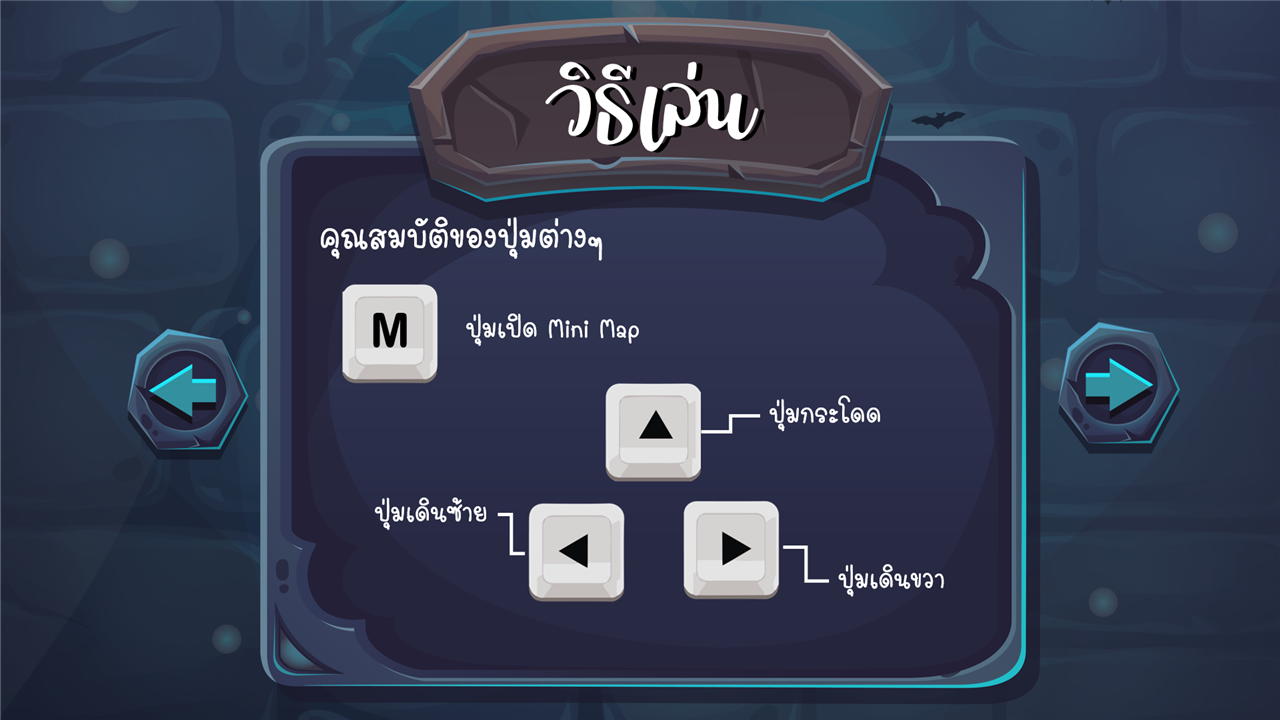 วิธีเล่น
คุณสมบัติของปุ่มต่างๆ
M
ปุ่มเปิด Mini Map
ปุ่มกระโดด
ปุ่มเดินซ้าย
ปุ่มเดินขวา